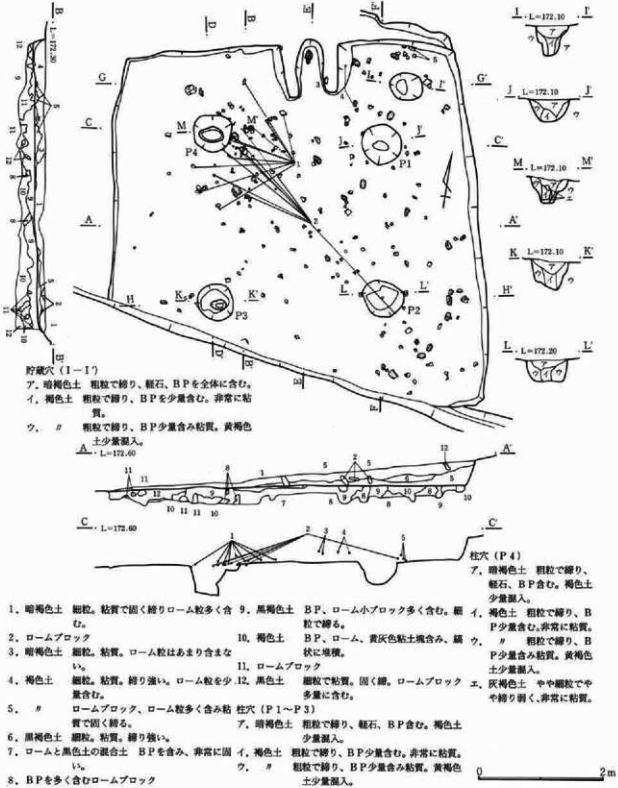 B
B
E
F
I
L=172.10
I'
ア
ウ
ア
D
L=172.30
G
G'
J
L=172.10
J'
ア
ウ
イ
ウ
C
M
M'
P4
I
I'
J
J'
P1
C'
M
L=172.10
M'
ア
ウ
エ
1
2
3
4
5
A
A'
K
L=172.10
K'
ア
ウ
イ
H
K
K'
P3
L
L'
P2
H'
L
L=172.20
L'
ア
ウ
イ
ウ
B'
D'
B'
E'
F'
貯蔵穴(I-I')
ア. 暗褐色土 粗粒で締り、軽石、BPを全体に含む。
イ. 褐色土 粗粒で締り、BPを少量含む。非常に粘
質。
ウ. 〃 粗粒で締り、BP少量含み粘質。黄褐色
土少量混入。
A
L=172.60
A'
C
L=172.60
C'
1. 暗褐色土 細粒。粘質で固く締りローム粒多く含
む。
2. ロームブロック
3. 暗褐色土 細粒。粘質。ローム粒はあまり含まな
い。
4. 褐色土 細粒。粘質。締り強い。ローム粒を少
量含む。
5. 〃 ロームブロック、ローム粒多く含み粘
質で固く締る。
6. 黒褐色土 細粒。粘質。締り強い。
7. ロームと黒色土の混合土 BPを含み、非常に固
い。
8. BPを多く含むロームブロック
9. 黒褐色土 BP、ローム小ブロック多く含む。細
粒で締る。
10. 褐色土 BP、ローム、黄灰色粘土塊含み、縞
状に堆積。
11. ロームブロック
12. 黒色土 細粒で粘質。固く締。ロームブロック
多量に含む。
柱穴(P1~P3)
ア. 暗褐色土 粗粒で締り、軽石、BP含む。褐色土
少量混入。
イ. 褐色土 粗粒で締り、BP少量含む。非常に粘質。
ウ. 〃 粗粒で締り、BP少量含み粘質。黄褐色
土少量混入。
柱穴(P4)
ア. 暗褐色土 粗粒で締り、
軽石、BP含む。褐色土
少量混入。
イ. 褐色土 粗粒で締り、B
P少量含む。非常に粘質。
ウ. 〃 粗粒で締り、B
P少量含み粘質。黄褐色
土少量混入。
エ. 灰褐色土 やや細粒でや
や締り弱く、非常に粘質。
0
2m